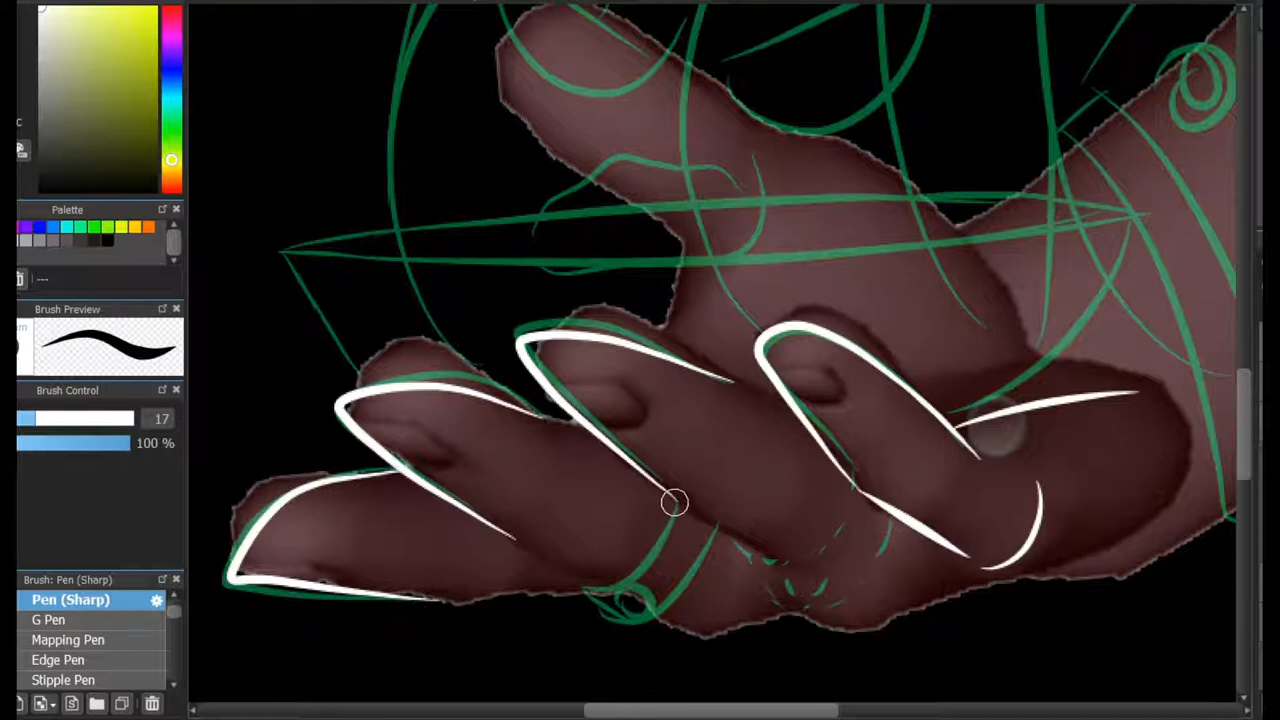 Palette
---
Brush Preview
Brush Control
17
100 %
Brush: Pen (Sharp)
Pen (Sharp)
G Pen
Mapping Pen
Edge Pen
Stipple Pen